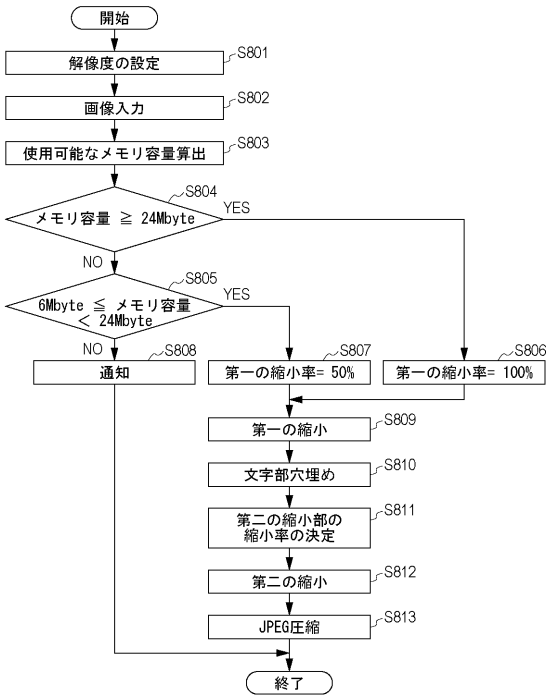 開始
解像度の設定
S801
画像入力
S802
使用可能なメモリ容量算出
S803
メモリ容量 ≧ 24Mbyte
S804
YES
NO
6Mbyte ≦ メモリ容量
< 24Mbyte
S805
YES
NO
通知
S808
第一の縮小率= 50%
S807
第一の縮小率= 100%
S806
第一の縮小
S809
文字部穴埋め
S810
第二の縮小部の
縮小率の決定
S811
第二の縮小
S812
JPEG圧縮
S813
終了